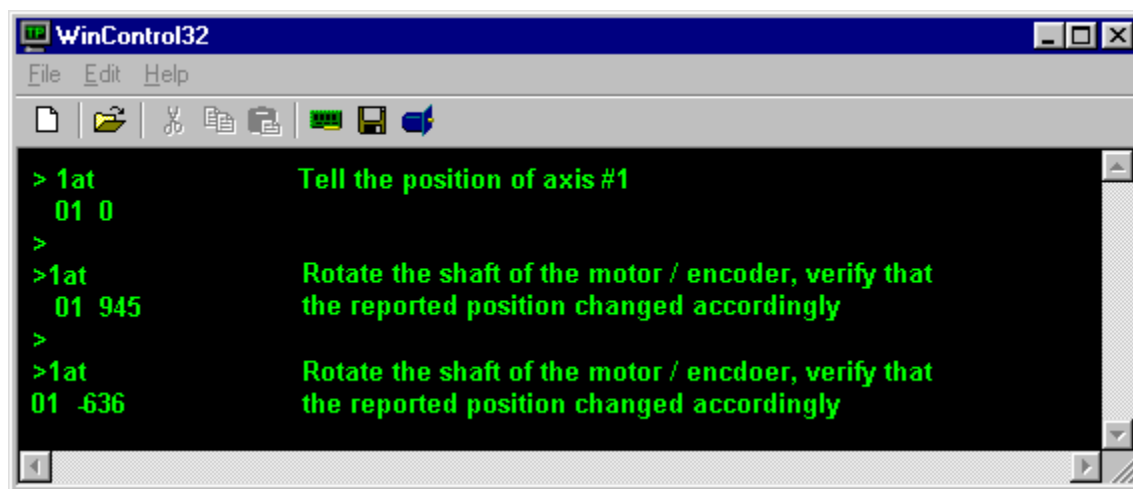 TP WinControl32
File Edit Help
> 1at Tell the position of axis #1
01 0
>
>1at Rotate the shaft of the motor / encoder, verify that
01 945 the reported position changed accordingly
>
>1at Rotate the shaft of the motor / encdoer, verify that
01 -636 the reported position changed accordingly